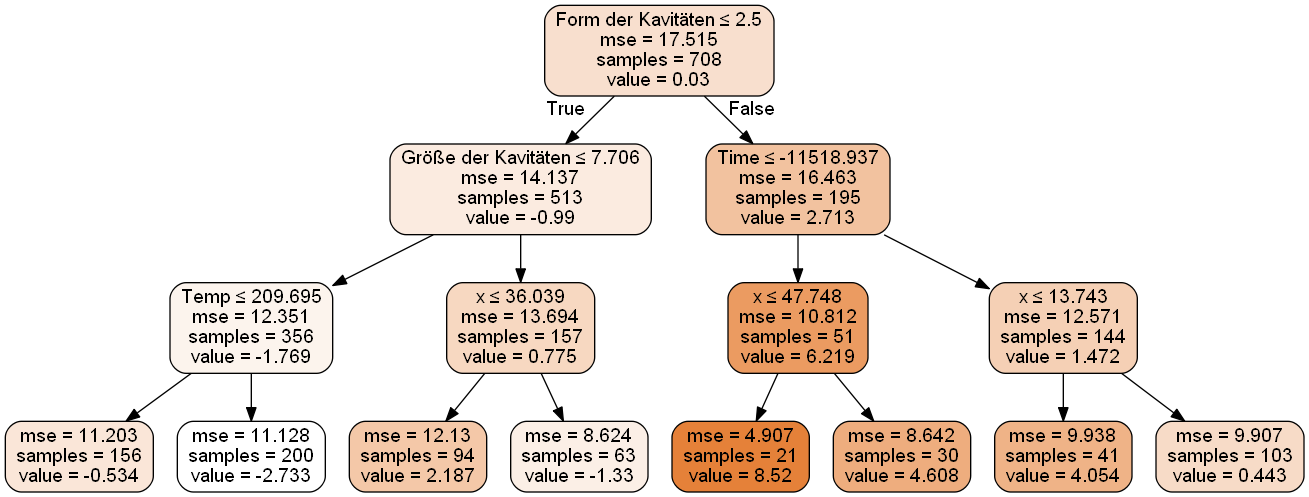 Form der Kavitäten ≤ 2.5
mse = 17.515
samples = 708
value = 0.03
True
False
Größe der Kavitäten ≤ 7.706
mse = 14.137
samples = 513
value = -0.99
Time ≤ -11518.937
mse = 16.463
samples = 195
value = 2.713
Temp ≤ 209.695
mse = 12.351
samples = 356
value = -1.769
x ≤ 36.039
mse = 13.694
samples = 157
value = 0.775
x ≤ 47.748
mse = 10.812
samples = 51
value = 6.219
x ≤ 13.743
mse = 12.571
samples = 144
value = 1.472
mse = 11.203
samples = 156
value = -0.534
mse = 11.128
samples = 200
value = -2.733
mse = 12.13
samples = 94
value = 2.187
mse = 8.624
samples = 63
value = -1.33
mse = 4.907
samples = 21
value = 8.52
mse = 8.642
samples = 30
value = 4.608
mse = 9.938
samples = 41
value = 4.054
mse = 9.907
samples = 103
value = 0.443